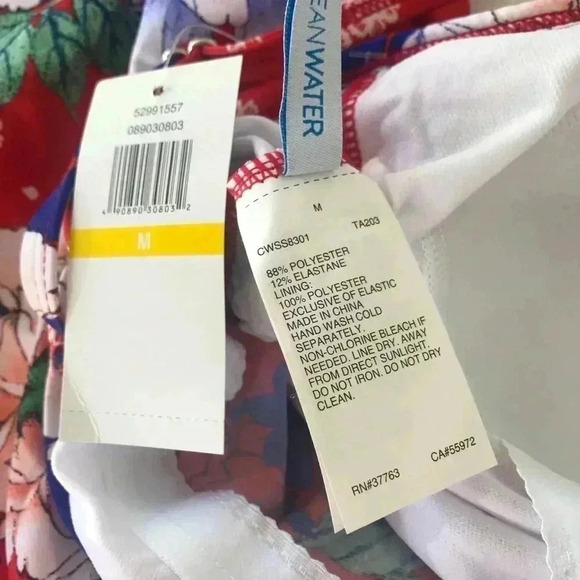 52991557
089030803
4 90890 30803 2
M
EANWATER
M
CWSS8301 TA203
88% POLYESTER
12% ELASTANE
LINING:
100% POLYESTER
EXCLUSIVE OF ELASTIC
MADE IN CHINA
HAND WASH COLD
SEPARATELY.
NON-CHLORINE BLEACH IF
NEEDED. LINE DRY. AWAY
FROM DIRECT SUNLIGHT.
DO NOT IRON. DO NOT DRY
CLEAN.
RN#37763 CA#55972